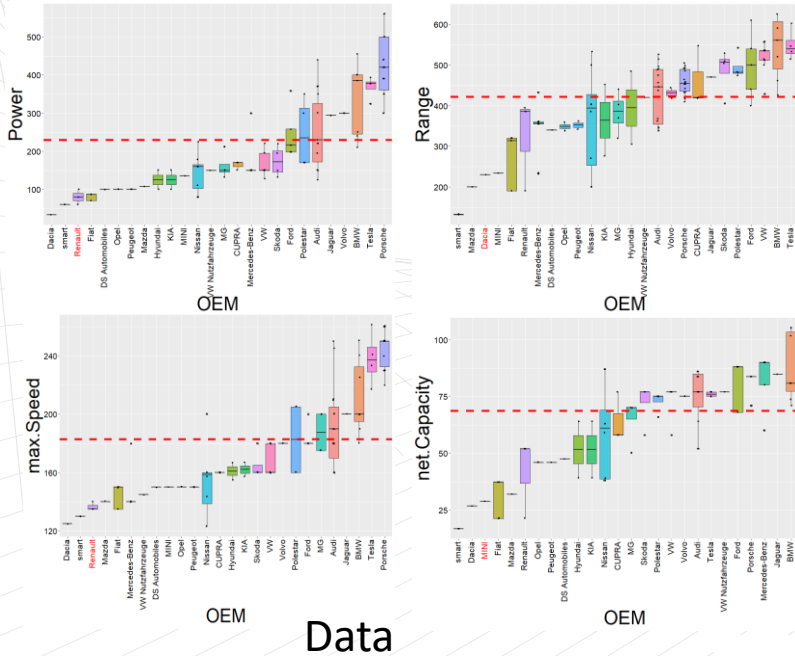 Power
500
400
300
200
100
Dacia
smart
Renault
Fiat
DS Automobiles
Opel
Peugeot
Mazda
Hyundai
KIA
MINI
Nissan
VW Nutzfahrzeuge
MG
CUPRA
Mercedes-Benz
VW
Skoda
Ford
Polestar
Audi
Jaguar
Volvo
BMW
Tesla
Porsche
OEM
Range
600
500
400
300
200
smart
Mazda
Dacia
MINI
Fiat
Renault
Mercedes-Benz
DS Automobiles
Opel
Peugeot
Nissan
KIA
MG
Hyundai
VW Nutzfahrzeuge
Audi
Volvo
Porsche
CUPRA
Jaguar
Skoda
Polestar
Ford
VW
BMW
Tesla
OEM
max.Speed
240
200
160
120
Dacia
smart
Renault
Mazda
Fiat
Mercedes-Benz
VW Nutzfahrzeuge
DS Automobiles
MINI
Opel
Peugeot
Nissan
CUPRA
Hyundai
KIA
Skoda
VW
Volvo
Polestar
Ford
MG
Audi
Jaguar
BMW
Tesla
Porsche
OEM
net.Capacity
100
75
50
25
smart
Dacia
MINI
Fiat
Mazda
Renault
Opel
Peugeot
DS Automobiles
Hyundai
KIA
Nissan
CUPRA
MG
Skoda
Polestar
VW
Volvo
Audi
Tesla
VW Nutzfahrzeuge
Ford
Porsche
Mercedes-Benz
BMW
OEM
Data